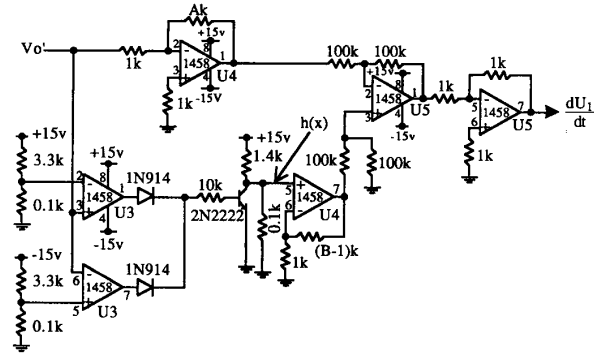 Ak
Vo'
1k
2
-
+15v
8
1458
1
3
+
4
U4
-15v
1k
100k
100k
+15v
8
2
-
1458
1
3
+
4
U5
-15v
1k
1k
5
-
1458
7
6
+
U5
1k
dU1
dt
100k
100k
+15v
3.3k
0.1k
+15v
2
-
8
1458
1
3
+
4
U3
-15v
1N914
10k
2N2222
+15v
1.4k
h(x)
0.1k
5
+
1458
7
6
-
U4
(B-1)k
1k
-15v
3.3k
0.1k
6
-
1458
7
5
+
U3
1N914